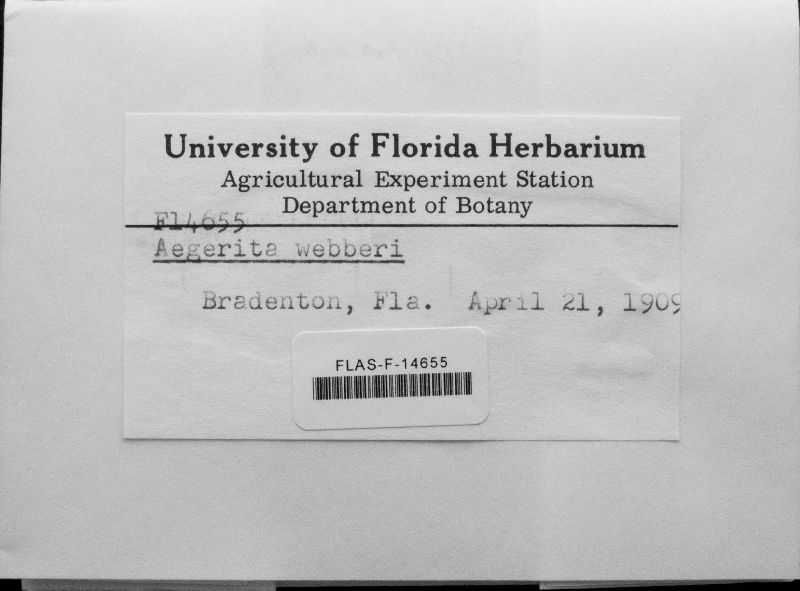 University of Florida Herbarium
Agricultural Experiment Station
Department of Botany
F14655
Aegerita webberi
Bradenton, Fla. April 21, 1909
FLAS-F-14655